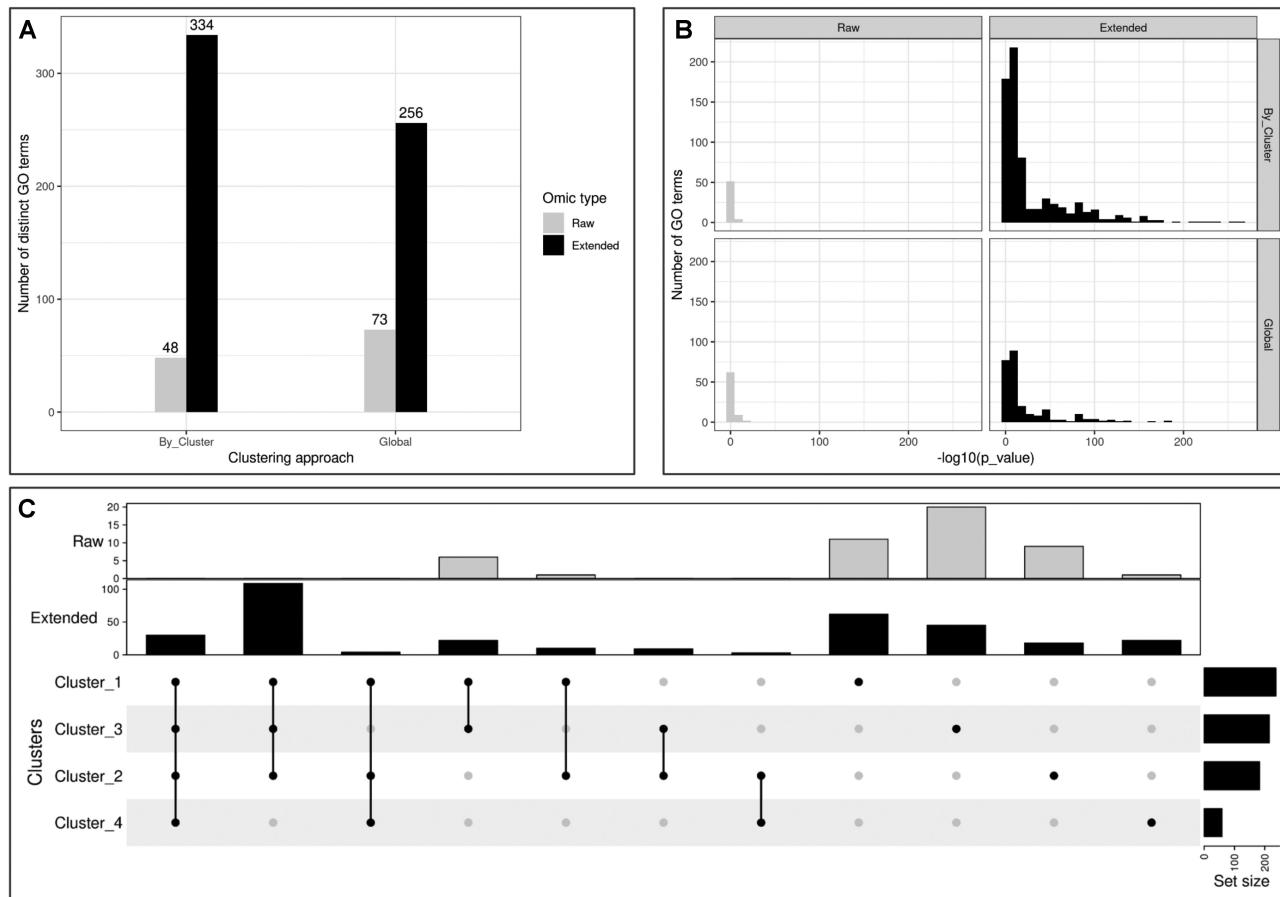 A
334
300
256
Number of distinct GO terms
200
Omic type
Raw
Extended
100
73
48
0
By_Cluster
Global
Clustering approach
B
Raw
Extended
200
150
100
50
0
By_Cluster
Number of GO terms
200
150
100
50
0
Global
0
100
200
0
100
200
-log10(p_value)
C
20
15
Raw
10
5
0
100
Extended
50
0
Clusters
Cluster_1
Cluster_3
Cluster_2
Cluster_4
0
100
200
Set size